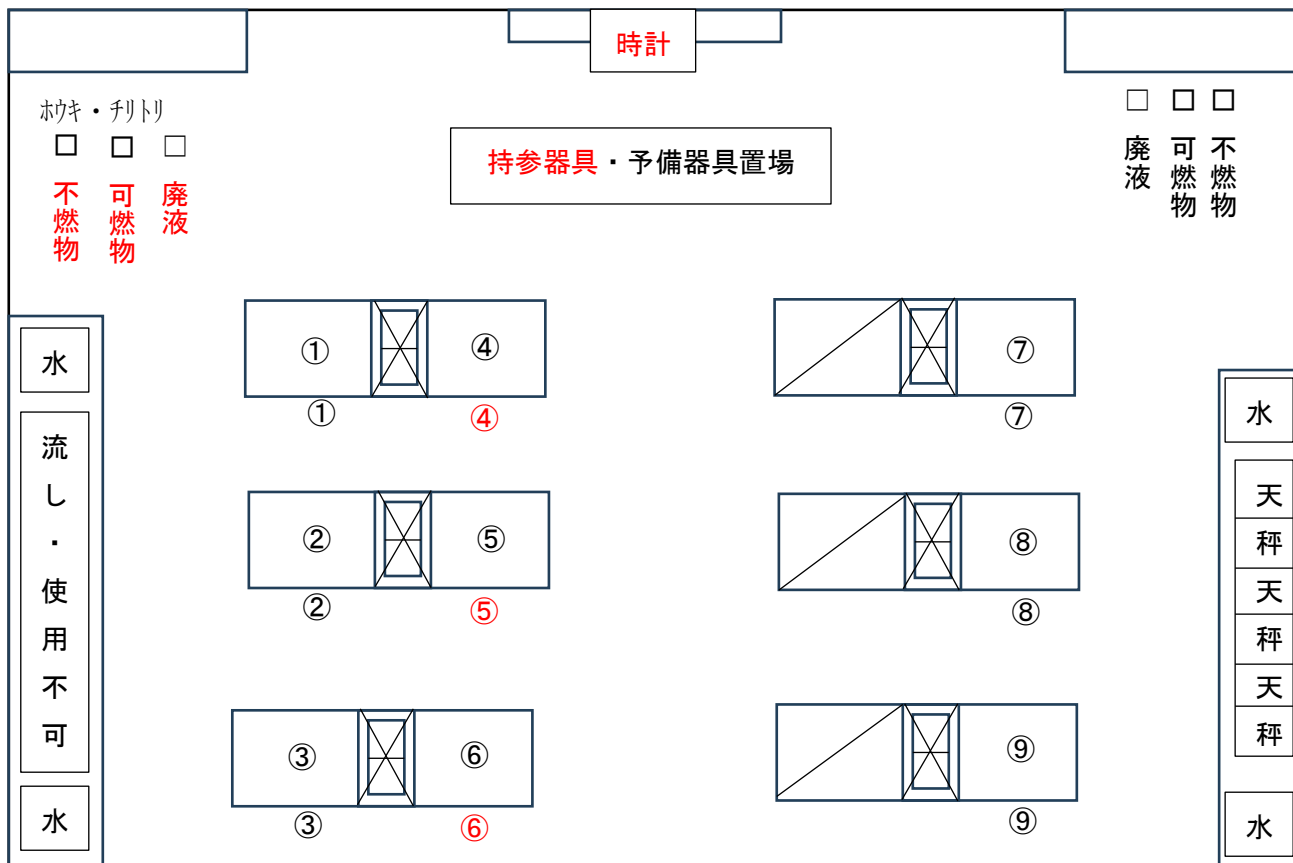 時計
ホウキ・チリトリ
□ □ □
不燃物
可燃物
廃液
持参器具・予備器具置場
□ □ □
廃液
可燃物
不燃物
水
流し・使用不可
水
①
④
①
④
②
⑤
②
⑤
③
⑥
③
⑥
⑦
⑦
⑧
⑧
⑨
⑨
水
天秤
天秤
天秤
水